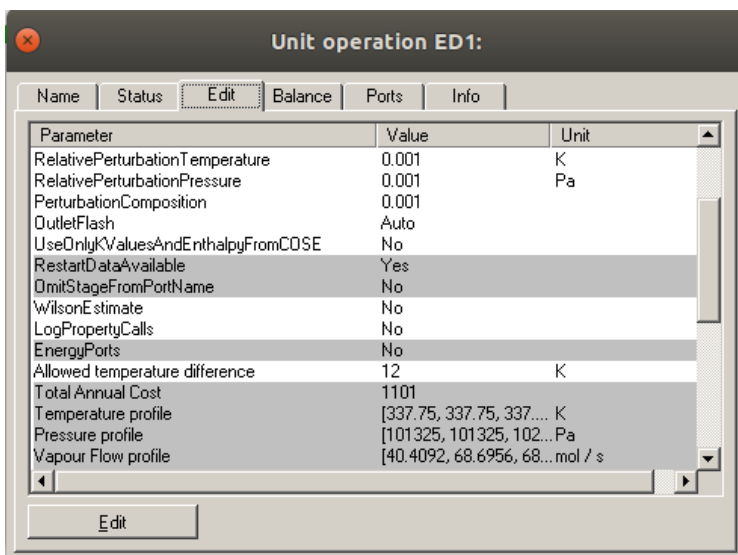 Unit operation ED1:
Name Status Edit Balance Ports Info
Parameter Value Unit
RelativePerturbationTemperature 0.001 K
RelativePerturbationPressure 0.001 Pa
PerturbationComposition 0.001
OutletFlash Auto
UseOnlyKValuesAndEnthalpyFromCOSE No
RestartDataAvailable Yes
OmitStageFromPortName No
WilsonEstimate No
LogPropertyCalls No
EnergyPorts No
Allowed temperature difference 12 K
Total Annual Cost 1101
Temperature profile [337.75, 337.75, 337.... K
Pressure profile [101325, 101325, 102... Pa
Vapour Flow profile [40.4092, 68.6956, 68... mol / s
Edit